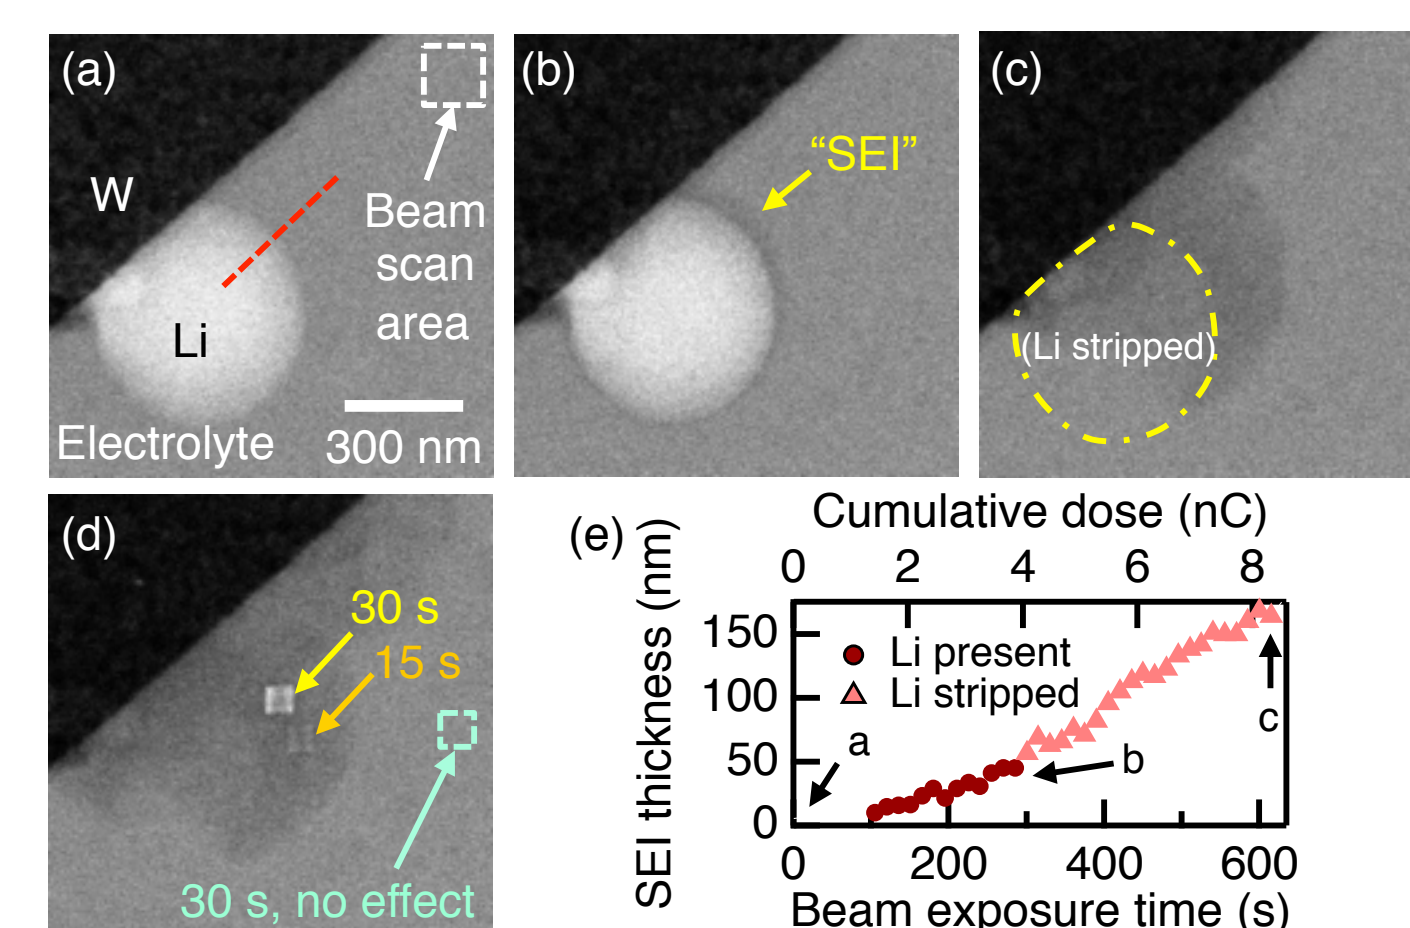 (a)
W
Li
Beam
scan
area
Electrolyte
300 nm
(b)
“SEI”
(c)
(Li stripped)
(d)
30 s
15 s
30 s, no effect
(e)
Cumulative dose (nC)
0 2 4 6 8
SEI thickness (nm)
150
100
50
0
Li present
Li stripped
a
b
c
0 200 400 600
Beam exposure time (s)